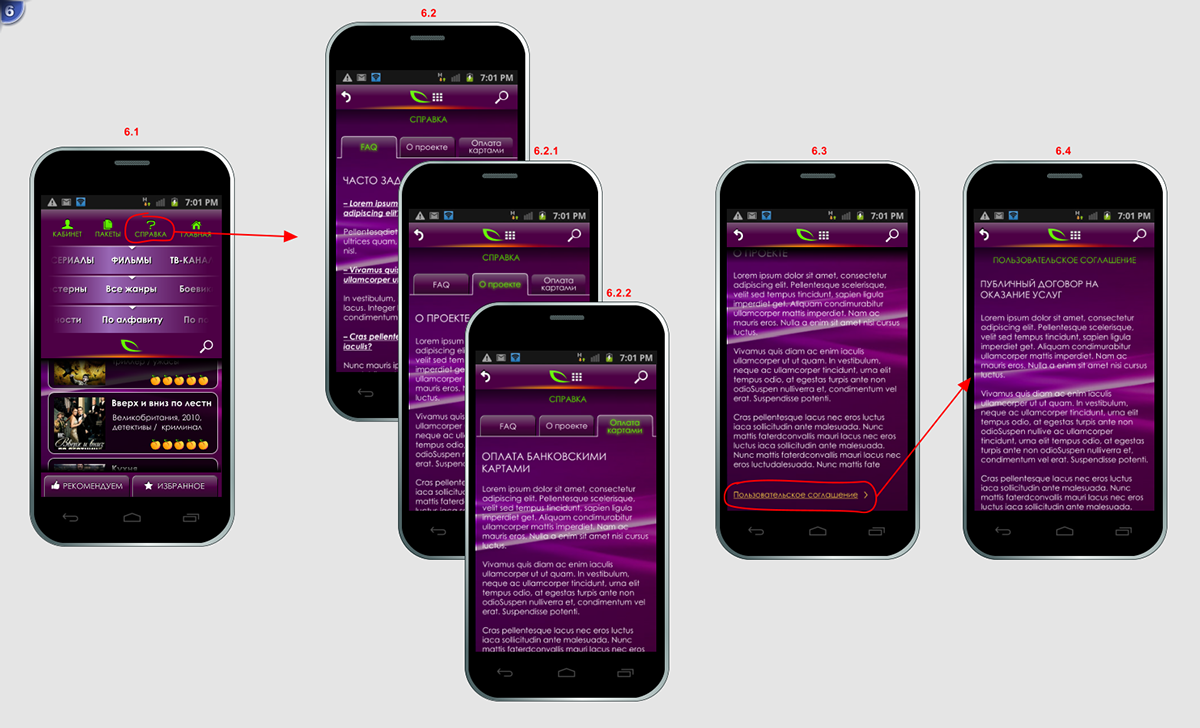 6
6.1
7:01 PM
КАБИНЕТ
ПАКЕТЫ
СПРАВКА
ГЛАВНАЯ
СЕРИАЛЫ
ФИЛЬМЫ
ТВ-КАНА
стерны
Все жанры
Боевик
ности
По алфавиту
По по
Вверх и вниз по лестн
Великобритания, 2010,
детективы / криминал
Кухня
РЕКОМЕНДУЕМ
ИЗБРАННОЕ
6.2
7:01 PM
СПРАВКА
FAQ
О проекте
Оплата
картами
ЧАСТО ЗАД
– Lorem ipsum
adipiscing elit
Pellentesqdiet
ultrices quam,
nisl.
– Vivamus quis
ullamcorper ut
In vestibulum,
lacus. Integer
condimentum
– Cras pellente
iaculis?
Nunc mauris ip
6.2.1
7:01 PM
СПРАВКА
FAQ
О проекте
Оплата
картами
О ПРОЕКТЕ
Lorem ipsum
adipiscing ele
velit sed tem
imperdiet ge
ullamcorper
mauris eros.
luctus.
Vivamus quis
ullamcorper
neque ac ull
tempus odio
odioSuspen
erat. Suspend
Cras pellente
iaca sollicitud
mattis faterd
6.2.2
7:01 PM
СПРАВКА
FAQ
О проекте
Оплата
картами
ОПЛАТА БАНКОВСКИМИ
КАРТАМИ
Lorem ipsum dolor sit amet, consectetur
adipiscing elit. Mauris eget scelerisque,
velit sed tempus tincidunt, sapien ligula
imperdiet get. Aliquam condimurabitur
ullamcorper mattis imperdiet. Nam ac
mauris eros. Nulla a enim sit amet nisi cursus
luctus.
Vivamus quis diam ac enim iaculis
ullamcorper ut ut quam. In vestibulum,
neque ac ullamcorper tincidunt, urna elit
tempus odio, at egestas turpis ante non
odioSuspen nulliverra et, condimentum vel
erat. Suspendisse potenti.
Cras pellentesque lacus nec eros luctus
iaca sollicitudin ante malesuada. Nunc
mattis faterdconvallis mauri lacus nec eros
6.3
7:01 PM
О ПРОЕКТЕ
Lorem ipsum dolor sit amet, consectetur
adipiscing elit. Pellentesque scelerisque,
velit sed tempus tincidunt, sapien ligula
imperdiet get. Aliquam condimurabitur
ullamcorper mattis imperdiet. Nam ac
mauris eros. Nulla a enim sit amet nisi cursus
luctus.
Vivamus quis diam ac enim iaculis
ullamcorper ut ut quam. In vestibulum,
neque ac ullamcorper tincidunt, urna elit
tempus odio, at egestas turpis ante non
odioSuspen nullive ac et, condimentum vel
erat. Suspendisse potenti.
Cras pellentesque lacus nec eros luctus
iaca sollicitudin ante malesuada. Nunc
mattis faterdconvallis mauri lacus nec eros
luctus sollicitudin ante malesuada. Nunc
mattis faterdconvallis mauri lacus nec
eros luctudalesuada. Nunc mattis fate
Пользовательское соглашение
6.4
7:01 PM
ПОЛЬЗОВАТЕЛЬСКОЕ СОГЛАШЕНИЕ
ПУБЛИЧНЫЙ ДОГОВОР НА
ОКАЗАНИЕ УСЛУГ
Lorem ipsum dolor sit amet, consectetur
adipiscing elit. Pellentesque scelerisque,
velit sed tempus tincidunt, sapien ligula
imperdiet get. Aliquam condimurabitur
ullamcorper mattis imperdiet. Nam ac
mauris eros. Nulla a enim sit amet nisi cursus
luctus.
Vivamus quis diam ac enim iaculis
ullamcorper ut ut quam. In vestibulum,
neque ac ullamcorper tincidunt, urna elit
tempus odio, at egestas turpis ante non
odioSuspen nullive ac et, egestas
tincidunt, urna elit tempus odio, at egestas
turpis ante non odioSuspen nulliverra et,
condimentum vel erat. Suspendisse potenti.
Cras pellentesque lacus nec eros luctus
iaca sollicitudin ante malesuada. Nunc
mattis faterdconvallis mauri lacus nec eros